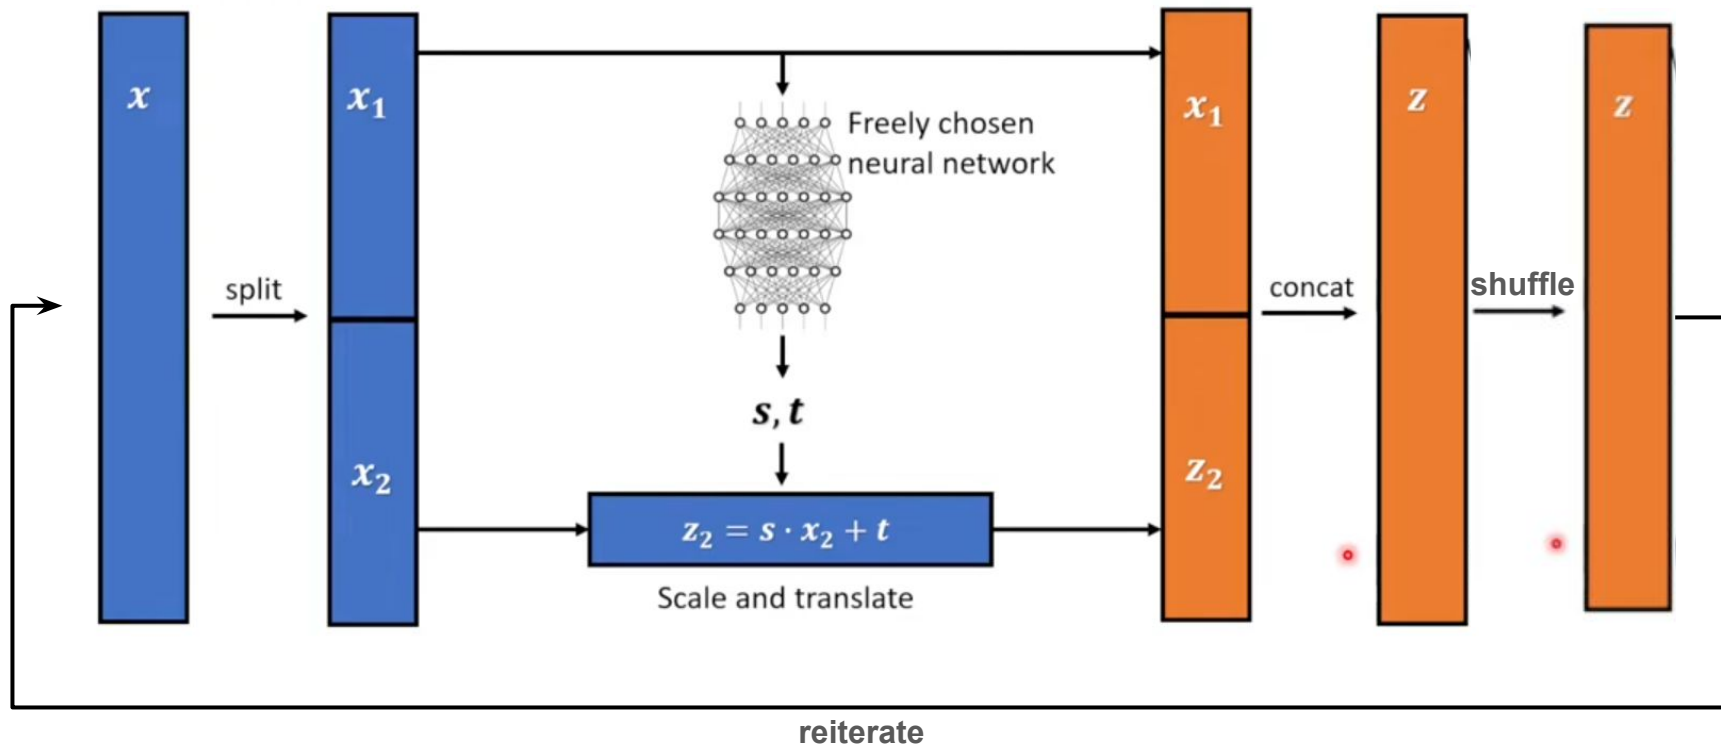 x
split
x₁
x₂
Freely chosen
neural network
s, t
z₂ = s · x₂ + t
Scale and translate
x₁
z₂
concat
z
shuffle
z
reiterate